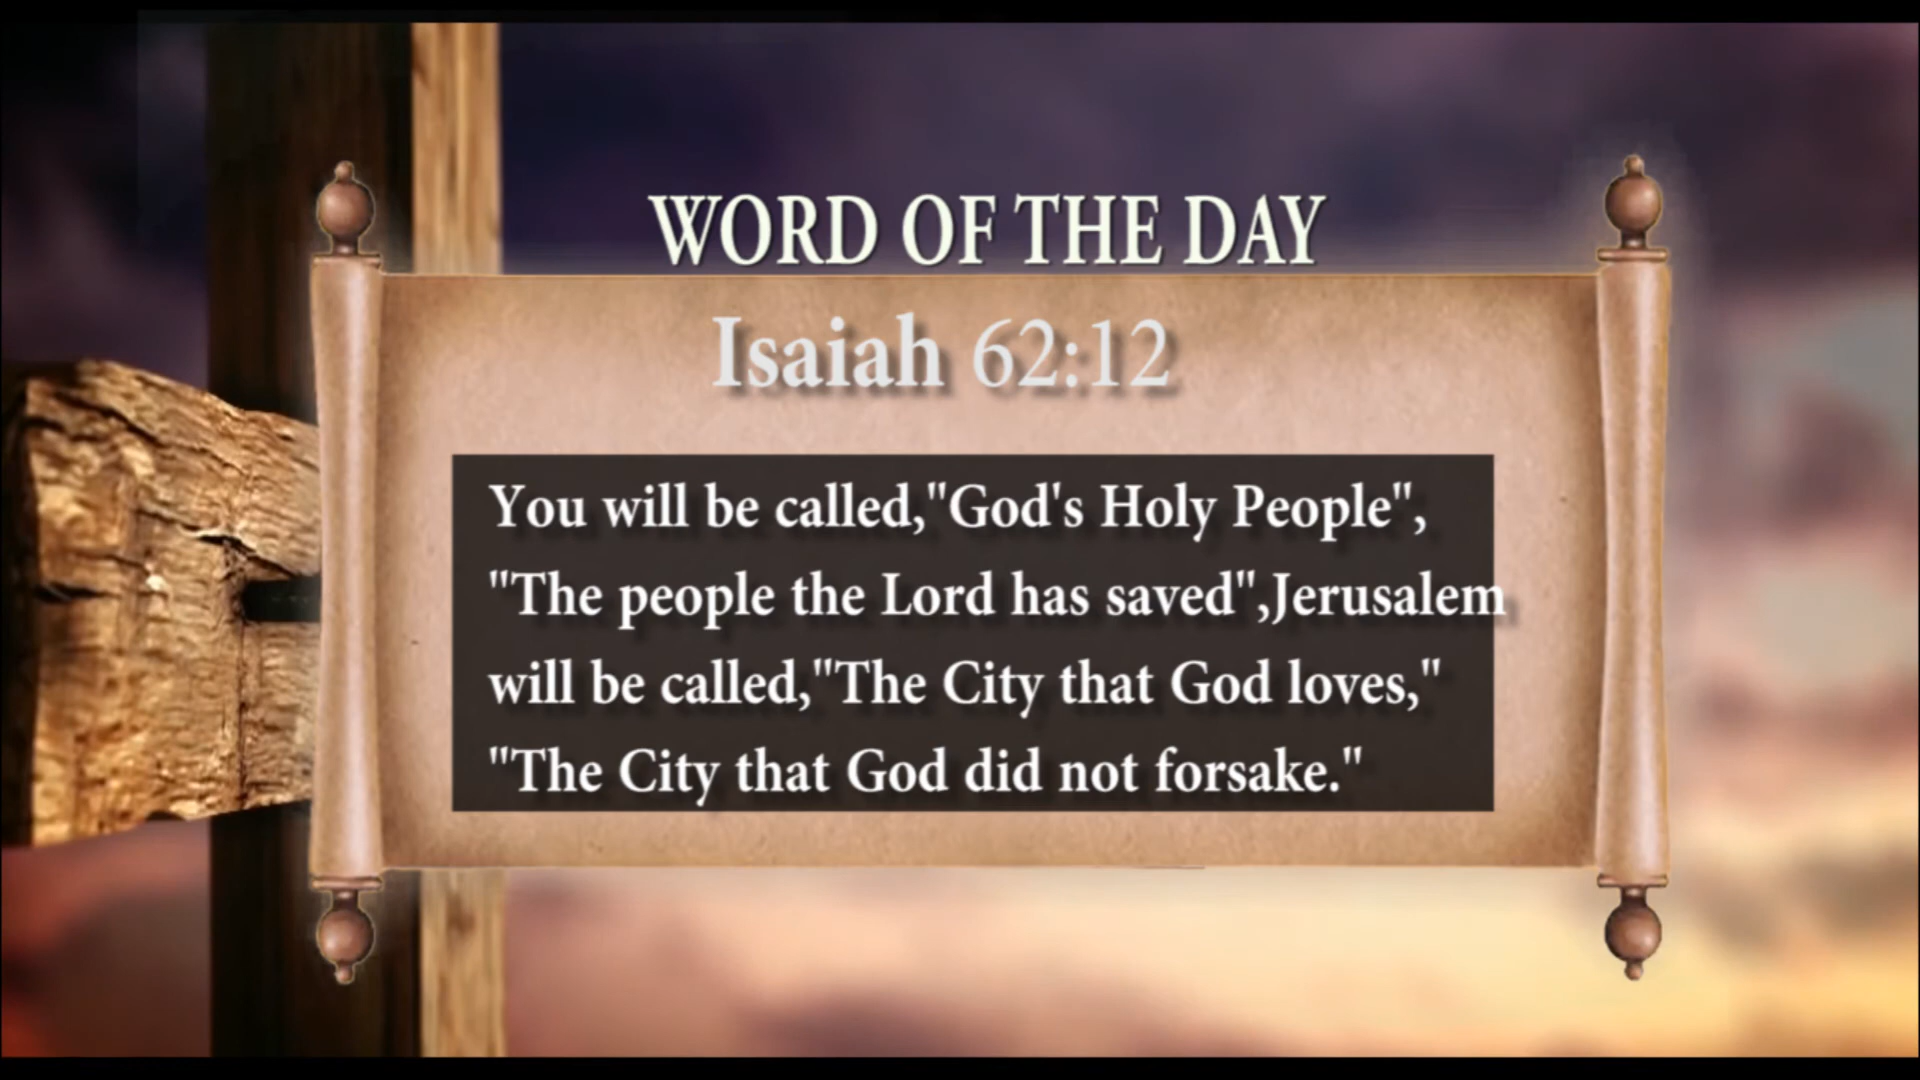 WORD OF THE DAY
Isaiah 62:12
You will be called,"God's Holy People",
"The people the Lord has saved",Jerusalem
will be called,"The City that God loves,"
"The City that God did not forsake."